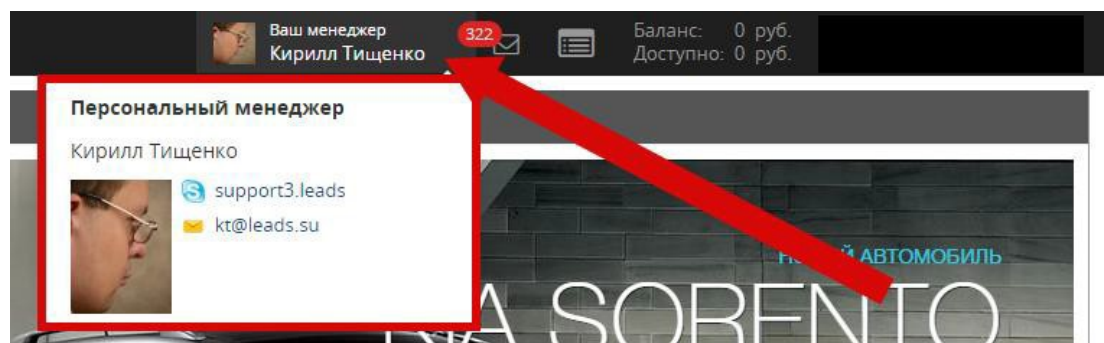 Ваш менеджер
Кирилл Тищенко
322
Баланс: 0 руб.
Доступно: 0 руб.
Персональный менеджер
Кирилл Тищенко
support3.leads
kt@leads.su
АВТОМОБИЛЬ
SORENTO